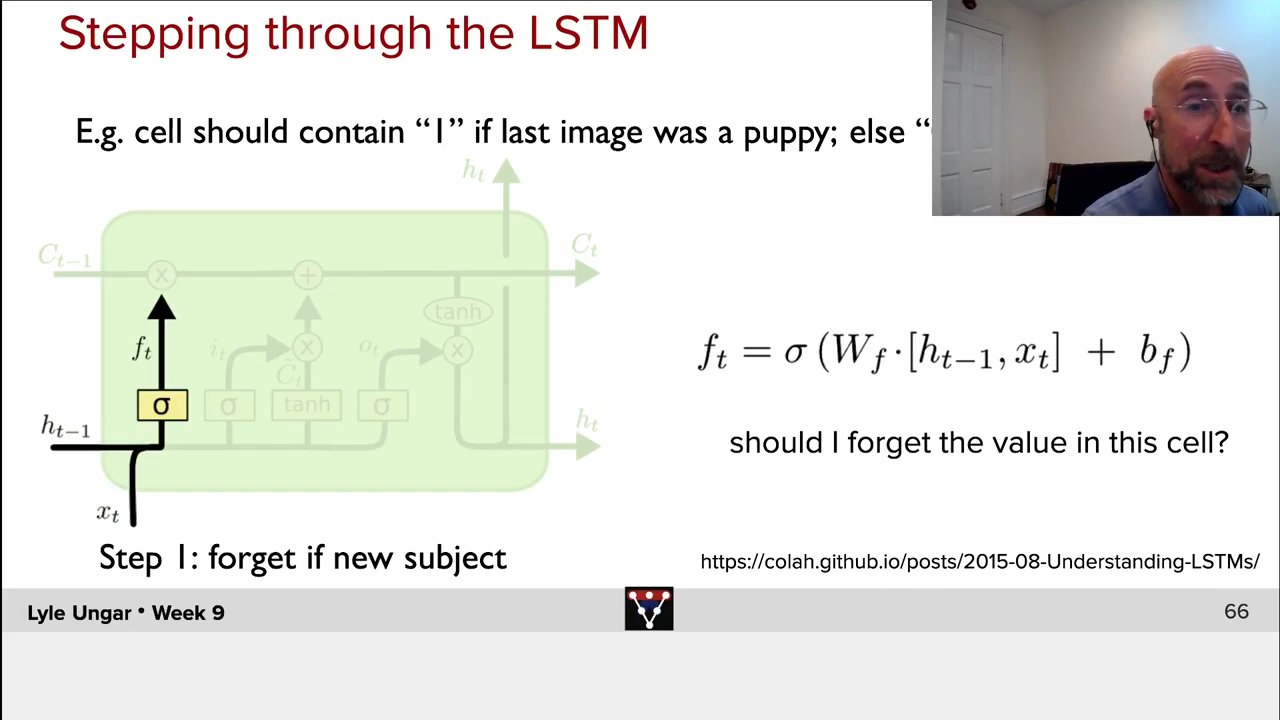 Stepping through the LSTM
E.g. cell should contain “1” if last image was a puppy; else “
h_t
C_{t-1}
C_t
×
+
tanh
f_t
i_t
×
C̃_t
o_t
×
σ
σ
tanh
σ
h_{t-1}
h_t
x_t
f_t = σ (W_f · [h_{t-1}, x_t] + b_f)
should I forget the value in this cell?
Step 1: forget if new subject
https://colah.github.io/posts/2015-08-Understanding-LSTMs/
Lyle Ungar • Week 9
66